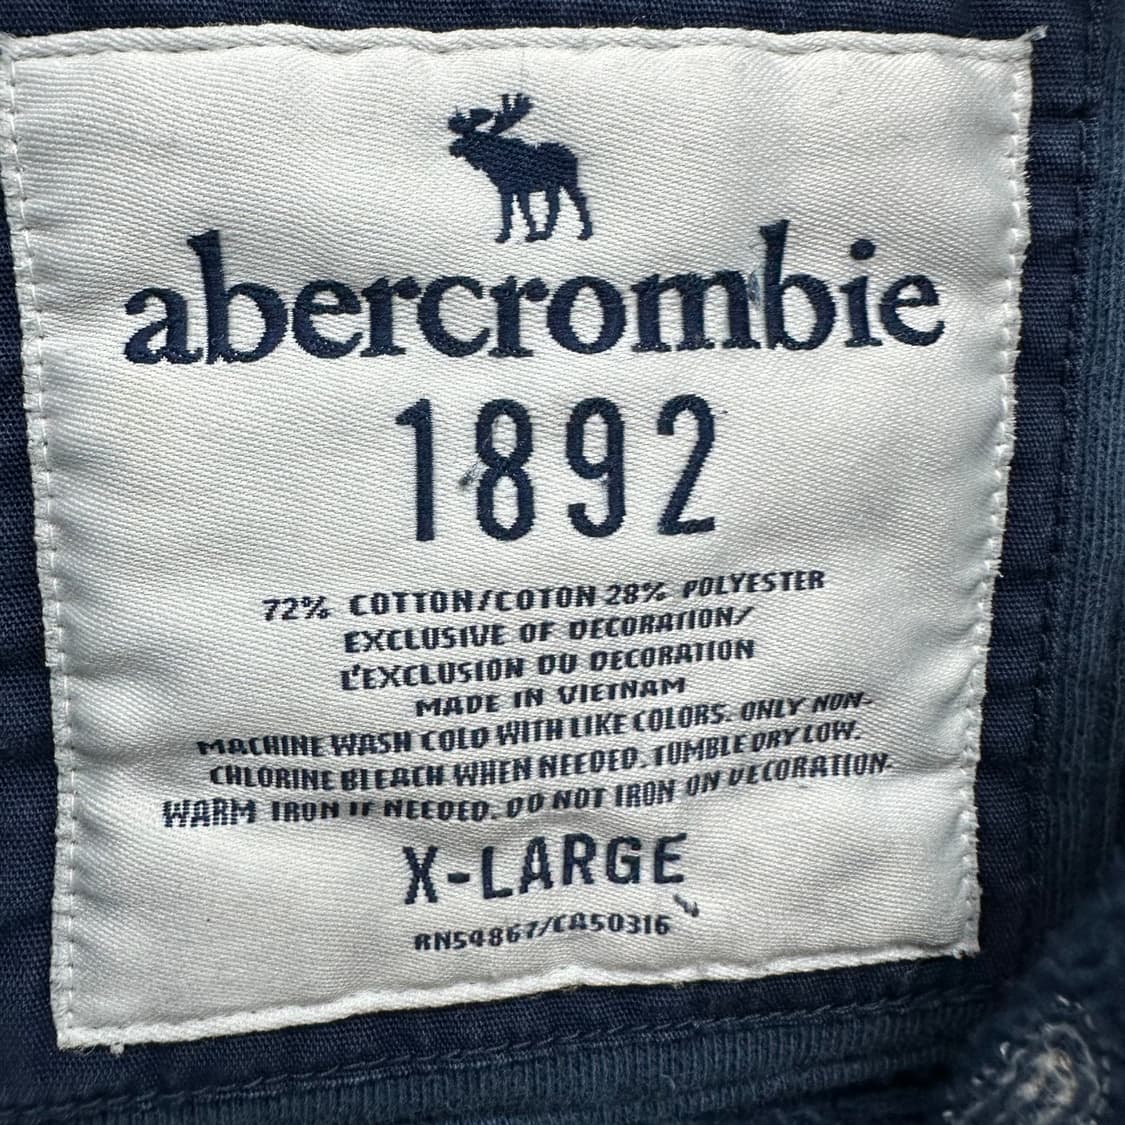 abercrombie
1892
72% COTTON/COTON 28% POLYESTER
EXCLUSIVE OF DECORATION/
L'EXCLUSION DU DECORATION
MADE IN VIETNAM
MACHINE WASH COLD WITH LIKE COLORS. ONLY NON-
CHLORINE BLEACH WHEN NEEDED. TUMBLE DRY LOW.
WARM IRON IF NEEDED. DO NOT IRON ON DECORATION.
X-LARGE
RN54867/CA50316